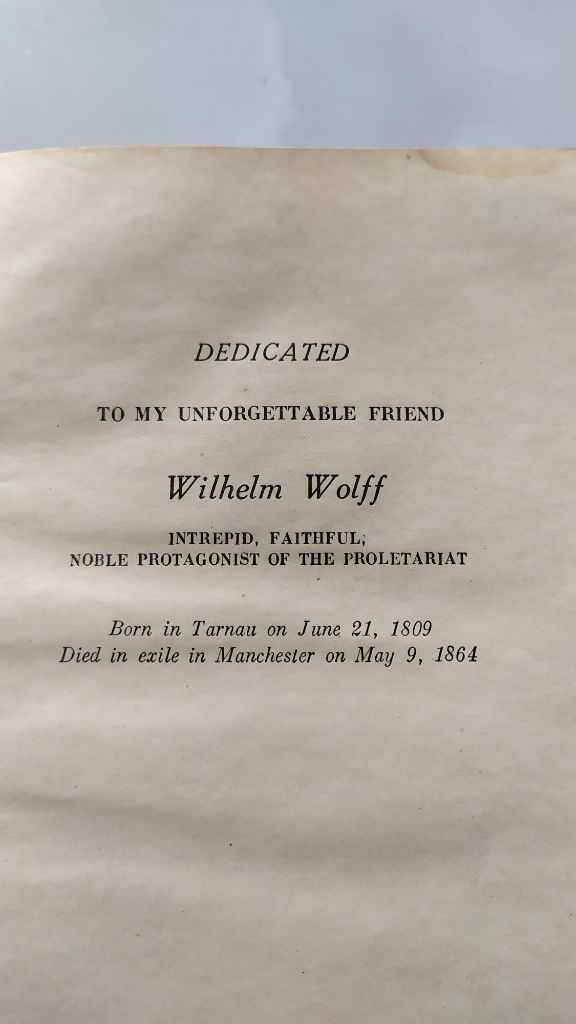 DEDICATED
TO MY UNFORGETTABLE FRIEND
Wilhelm Wolff
INTREPID, FAITHFUL,
NOBLE PROTAGONIST OF THE PROLETARIAT
Born in Tarnau on June 21, 1809
Died in exile in Manchester on May 9, 1864